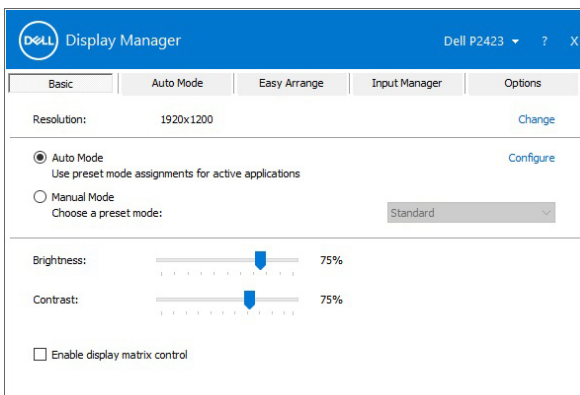 DELL Display Manager Dell P2423 ? X
Basic Auto Mode Easy Arrange Input Manager Options
Resolution: 1920x1200 Change
Auto Mode Configure
Use preset mode assignments for active applications
Manual Mode
Choose a preset mode: Standard
Brightness: 75%
Contrast: 75%
Enable display matrix control